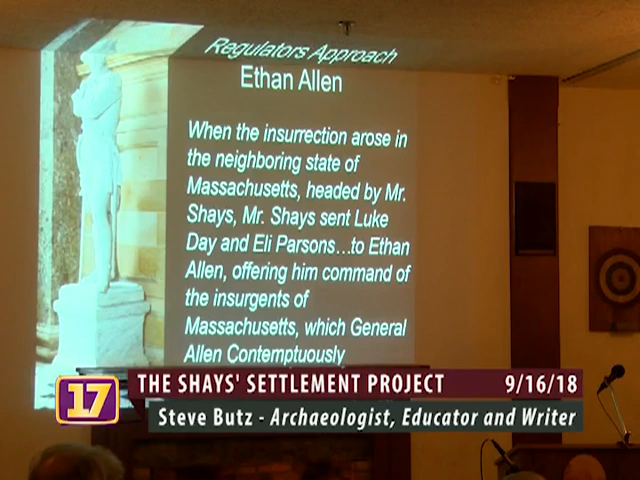 Regulators Approach
Ethan Allen
When the insurrection arose in
the neighboring state of
Massachusetts, headed by Mr.
Shays, Mr. Shays sent Luke
Day and Eli Parsons...to Ethan
Allen, offering him command of
the insurgents of
Massachusetts, which General
Allen Contemptuously
17
THE SHAYS' SETTLEMENT PROJECT 9/16/18
Steve Butz - Archaeologist, Educator and Writer